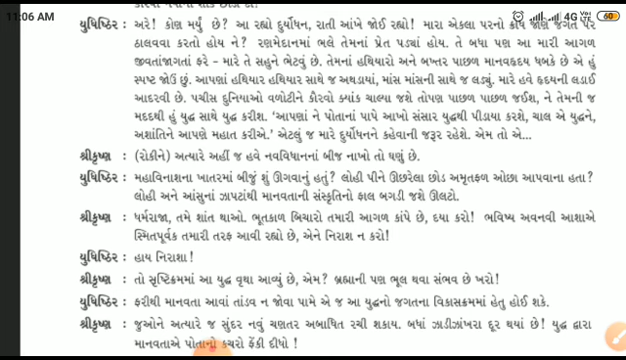 11:06 AM 4G 60
યુધિષ્ઠિર : અરે! કોણ મર્યું છે? આ રહ્યો દુર્યોધન, રાતી આંખે જોઈ રહ્યો! મારા એકલા પરનો ક્રોધ જાણે જગત પર
ઠાલવવા કરતો હોય ને? રણમેદાનમાં ભલે તેમનાં પ્રેત પડ્યાં હોય. તે બધા પણ આ મારી આગળ
જીવતાંજાગતાં ફરે – મારે તે સહુને ભેટવું છે. તેમનાં હથિયારો અને બખ્તર પાછળ માનવહૃદય ધબકે છે એ હું
સ્પષ્ટ જોઉં છું. આપણાં હથિયાર હથિયાર સાથે જ અથડાયાં, માંસ માંસની સાથે જ લડ્યું. મારે હવે હૃદયની લડાઈ
આદરવી છે. પચીસ દુનિયાઓ વળોટીને કૌરવો ક્યાંક ચાલ્યા જશે તોપણ પાછળ પાછળ જઈશ, ને તેમની જ
મદદથી હું યુદ્ધ સાથે યુદ્ધ કરીશ. ‘આપણાં ને પોતાનાં પાપે આખો સંસાર યુદ્ધથી પીડાયા કરશે, ચાલ એ યુદ્ધને,
અશાંતિને આપણે મહાત કરીએ.’ એટલું જ મારે દુર્યોધનને કહેવાની જરૂર રહેશે. એમ તો એ...
શ્રીકૃષ્ણ : (રોકીને) અત્યારે અહીં જ હવે નવવિધાનનાં બીજ નાખો તો ઘણું છે.
યુધિષ્ઠિર : મહાવિનાશના ખાતરમાં બીજું શું ઊગવાનું હતું? લોહી પીને ઊછરેલા છોડ અમૃતફળ ઓછા આપવાના હતા?
લોહી અને આંસુનાં ઝાપટાંથી માનવતાની સંસ્કૃતિનો ફાલ બગડી જશે ઊલટો.
શ્રીકૃષ્ણ : ધર્મરાજા, તમે શાંત થાઓ. ભૂતકાળ બિચારો તમારી આગળ કાંપે છે, દયા કરો! ભવિષ્ય અવનવી આશાએ
સ્મિતપૂર્વક તમારી તરફ આવી રહ્યો છે, એને નિરાશ ન કરો!
યુધિષ્ઠિર : હાય નિરાશા!
શ્રીકૃષ્ણ : તો સૃષ્ટિક્રમમાં આ યુદ્ધ વૃથા આવ્યું છે, એમ? બ્રહ્માની પણ ભૂલ થવા સંભવ છે ખરો!
યુધિષ્ઠિર : ફરીથી માનવતા આવાં તાંડવ ન જોવા પામે એ જ આ યુદ્ધનો જગતના વિકાસક્રમમાં હેતુ હોઈ શકે.
શ્રીકૃષ્ણ : જુઓને અત્યારે જ સુંદર નવું ચણતર અબાધિત રચી શકાય. બધાં ઝાડીઝાંખરા દૂર થયાં છે! યુદ્ધ દ્વારા
માનવતાએ પોતાનો કચરો ફેંકી દીધો !